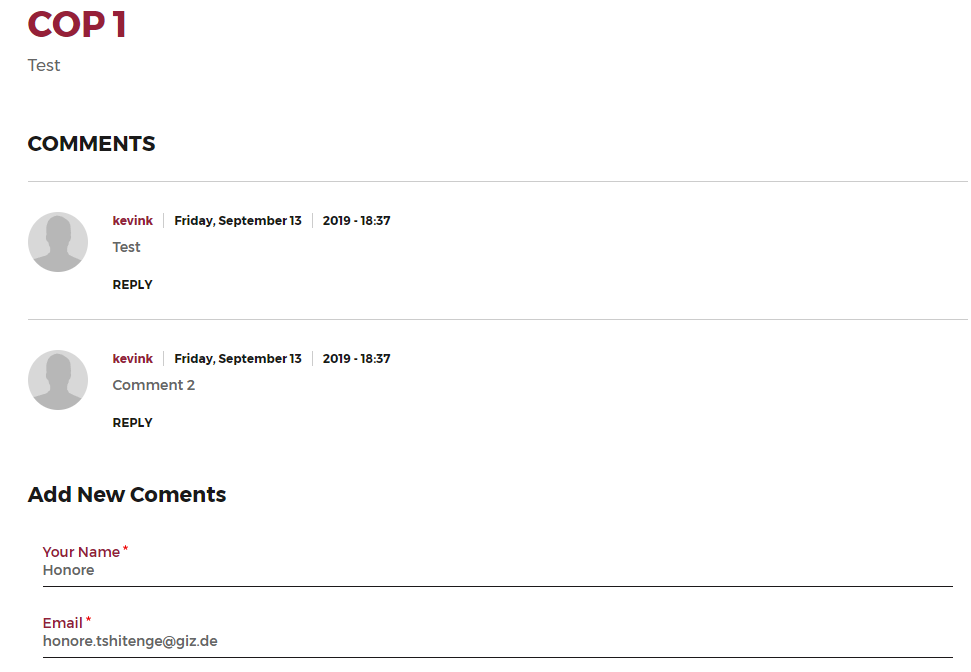 COP 1
Test
COMMENTS
kevink Friday, September 13 2019 - 18:37
Test
REPLY
kevink Friday, September 13 2019 - 18:37
Comment 2
REPLY
Add New Coments
Your Name *
Honore
Email *
honore.tshitenge@giz.de